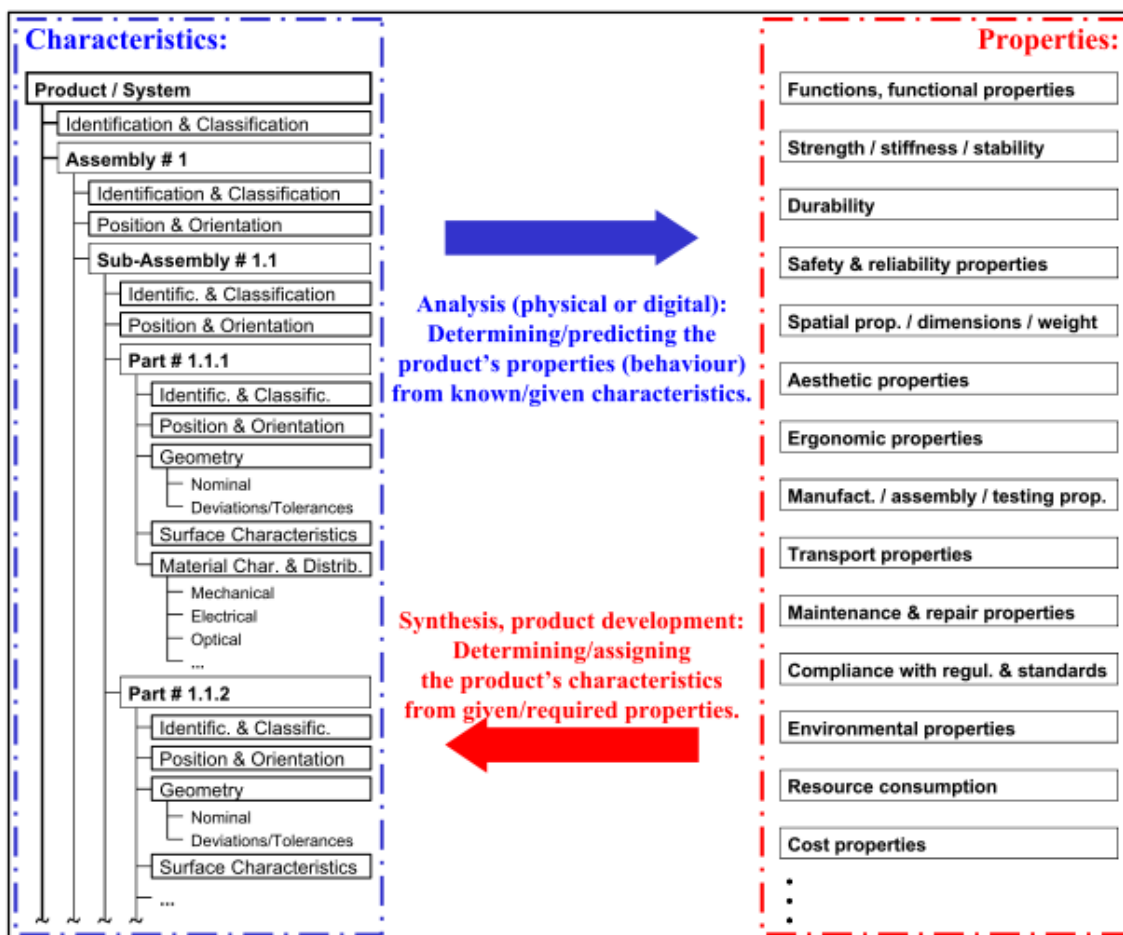 Characteristics:
Product / System
Identification & Classification
Assembly # 1
Identification & Classification
Position & Orientation
Sub-Assembly # 1.1
Identific. & Classification
Position & Orientation
Part # 1.1.1
Identific. & Classific.
Position & Orientation
Geometry
Nominal
Deviations/Tolerances
Surface Characteristics
Material Char. & Distrib.
Mechanical
Electrical
Optical
...
Part # 1.1.2
Identific. & Classific.
Position & Orientation
Geometry
Nominal
Deviations/Tolerances
Surface Characteristics
...
Analysis (physical or digital):
Determining/predicting the
product's properties (behaviour)
from known/given characteristics.
Synthesis, product development:
Determining/assigning
the product's characteristics
from given/required properties.
Properties:
Functions, functional properties
Strength / stiffness / stability
Durability
Safety & reliability properties
Spatial prop. / dimensions / weight
Aesthetic properties
Ergonomic properties
Manufact. / assembly / testing prop.
Transport properties
Maintenance & repair properties
Compliance with regul. & standards
Environmental properties
Resource consumption
Cost properties